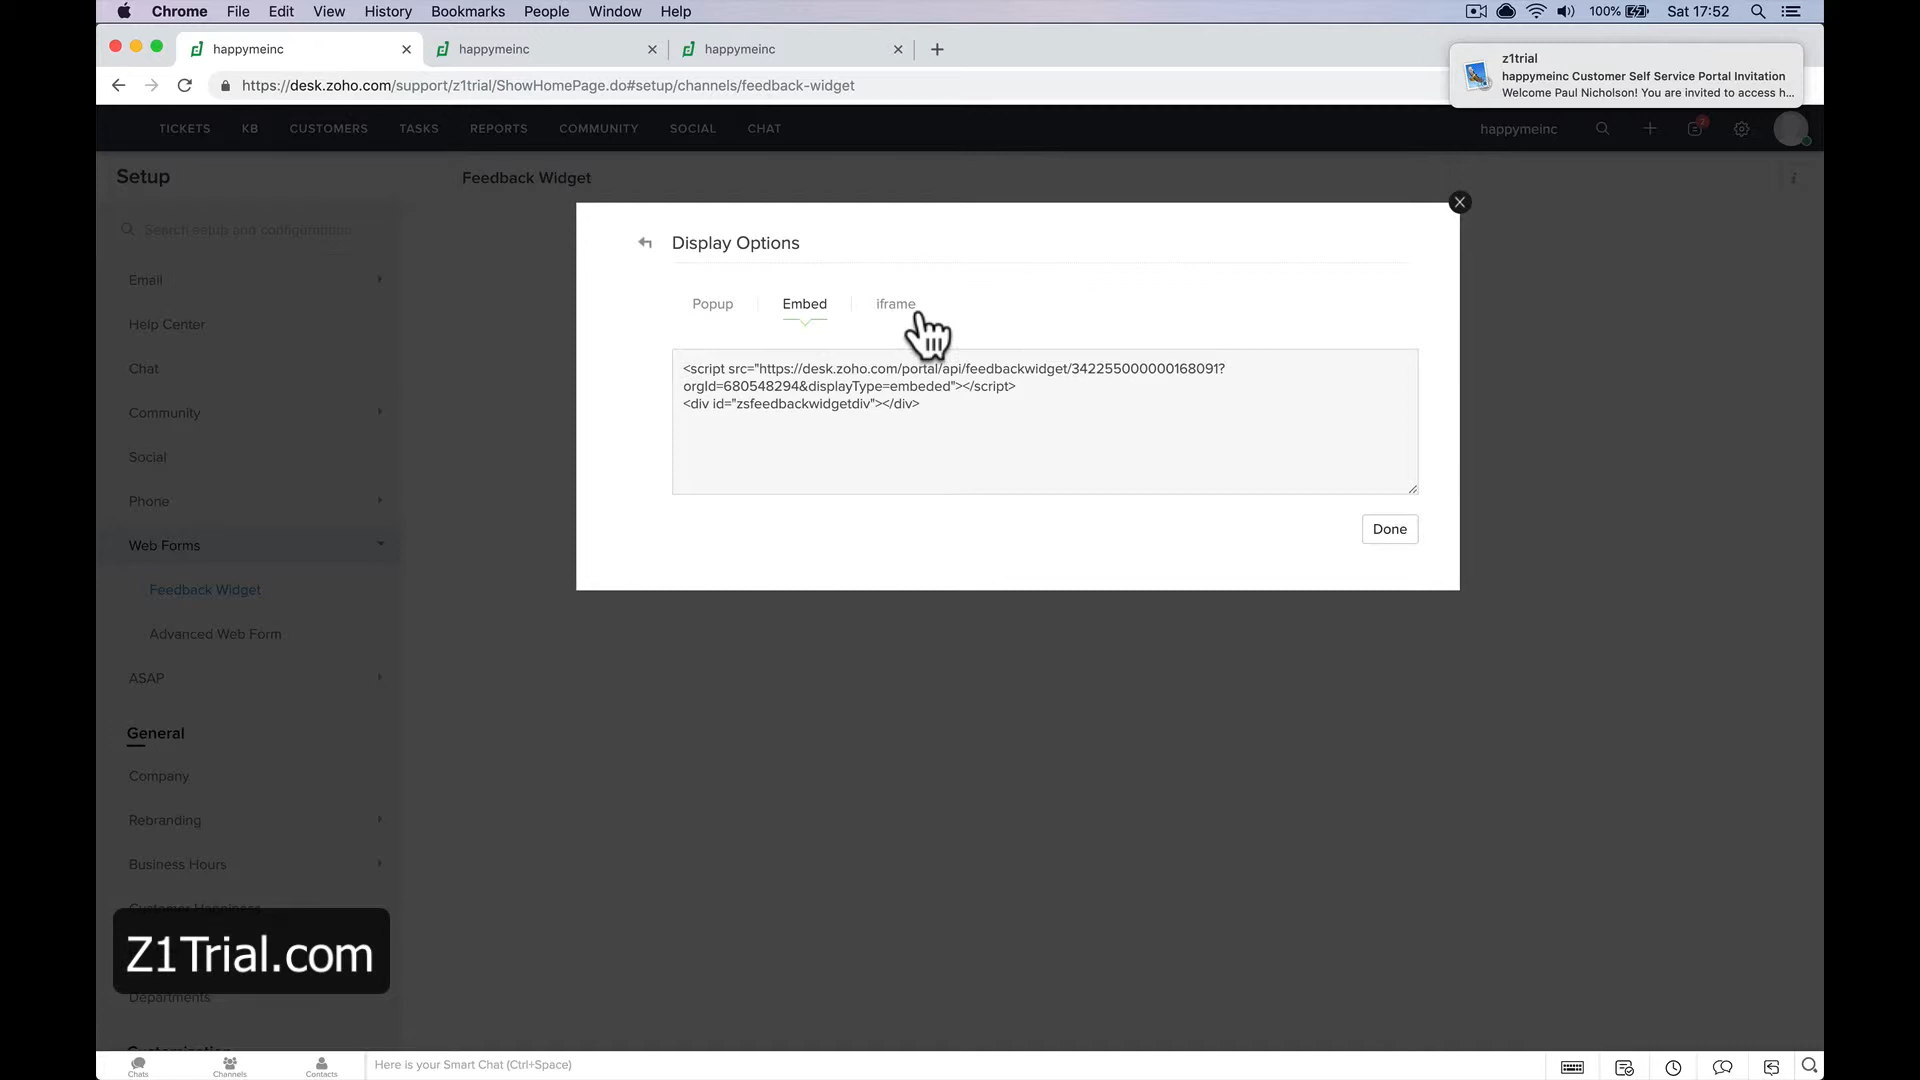 Chrome File Edit View History Bookmarks People Window Help 100% Sat 17:52
happymeinc happymeinc happymeinc
z1trial
happymeinc Customer Self Service Portal Invitation
Welcome Paul Nicholson! You are invited to access h...
https://desk.zoho.com/support/z1trial/ShowHomePage.do#setup/channels/feedback-widget
TICKETS KB CUSTOMERS TASKS REPORTS COMMUNITY SOCIAL CHAT happymeinc 2
Setup
Feedback Widget
Search setup and configurations
Email
Help Center
Chat
Community
Social
Phone
Web Forms
Feedback Widget
Advanced Web Form
ASAP
General
Company
Rebranding
Business Hours
Customer Happiness
Departments
Customization
Display Options
Popup Embed iframe
<script src="https://desk.zoho.com/portal/api/feedbackwidget/342255000000168091?
orgId=680548294&displayType=embeded"></script>
<div id="zsfeedbackwidgetdiv"></div>
Done
Z1Trial.com
Chats Channels Contacts Here is your Smart Chat (Ctrl+Space)